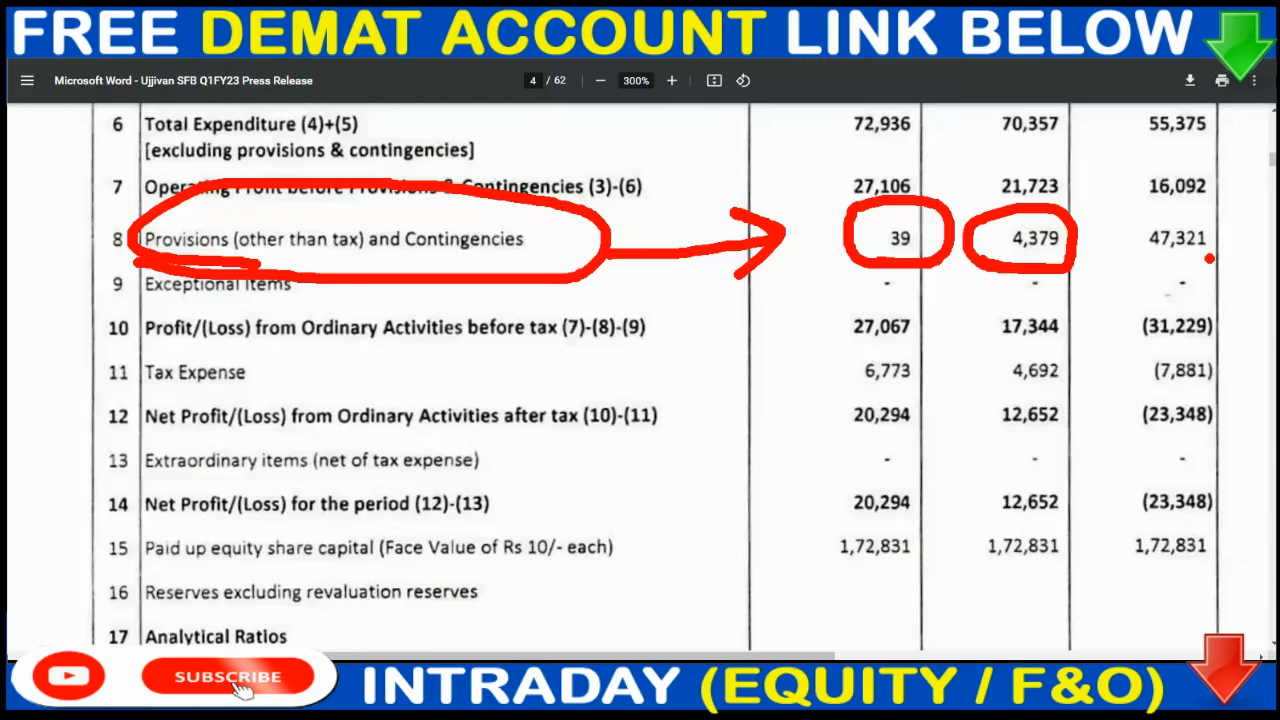 FREE DEMAT ACCOUNT LINK BELOW
Microsoft Word - Ujjivan SFB Q1FY23 Press Release 4 / 62 — 300% +
6 Total Expenditure (4)+(5) 72,936 70,357 55,375
[excluding provisions & contingencies]
7 Operating Profit before Provisions & Contingencies (3)-(6) 27,106 21,723 16,092
8 Provisions (other than tax) and Contingencies 39 4,379 47,321
9 Exceptional Items - - -
10 Profit/(Loss) from Ordinary Activities before tax (7)-(8)-(9) 27,067 17,344 (31,229)
11 Tax Expense 6,773 4,692 (7,881)
12 Net Profit/(Loss) from Ordinary Activities after tax (10)-(11) 20,294 12,652 (23,348)
13 Extraordinary items (net of tax expense) - - -
14 Net Profit/(Loss) for the period (12)-(13) 20,294 12,652 (23,348)
15 Paid up equity share capital (Face Value of Rs 10/- each) 1,72,831 1,72,831 1,72,831
16 Reserves excluding revaluation reserves
17 Analytical Ratios
SUBSCRIBE
INTRADAY (EQUITY / F&O)